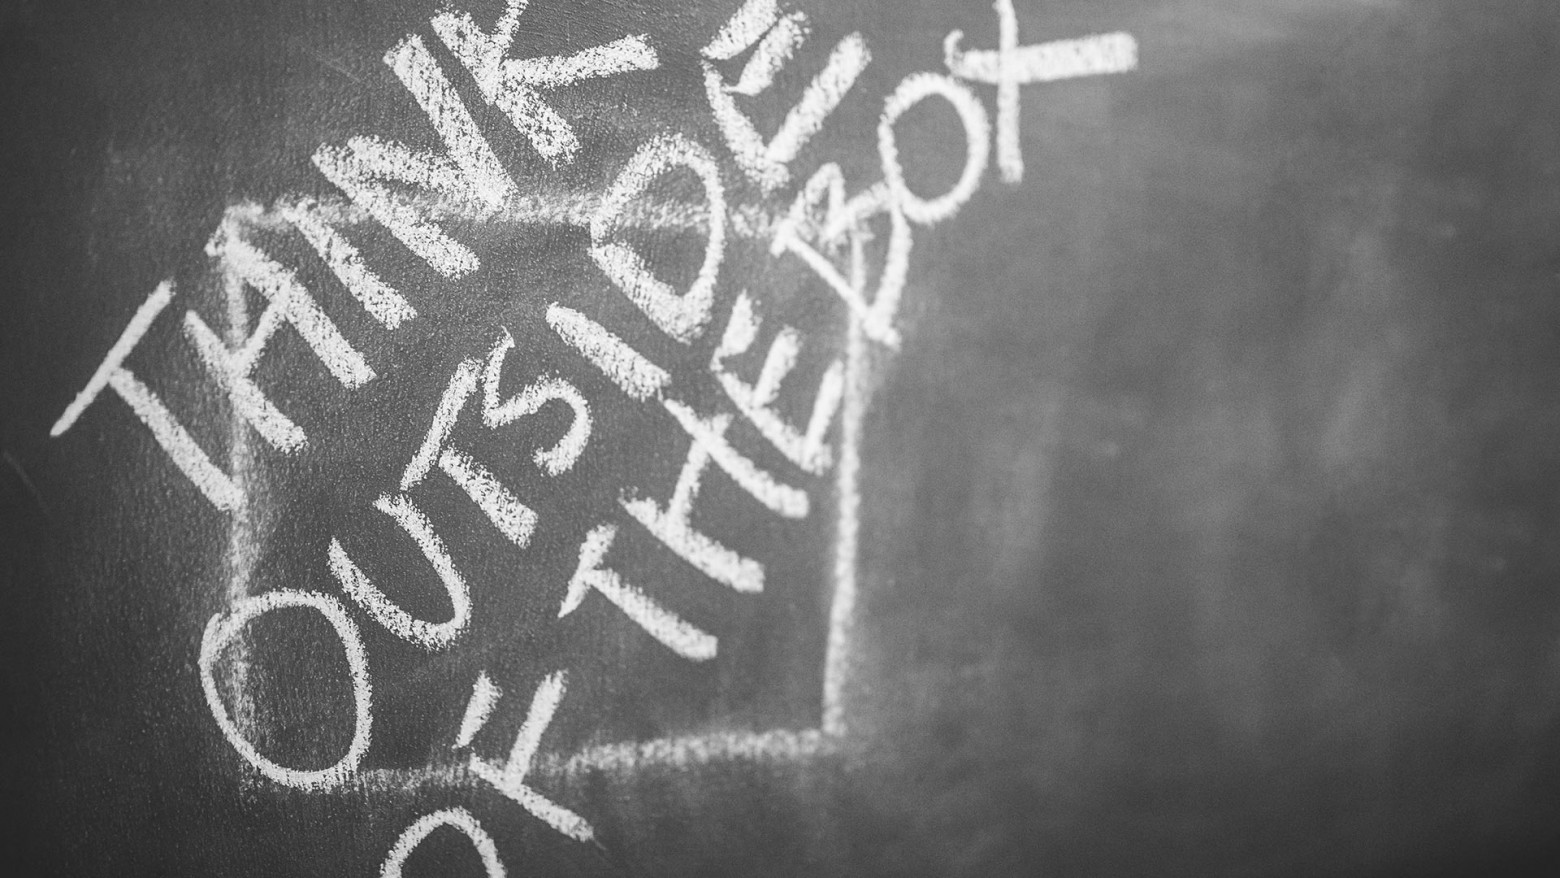 THINK
OUTSIDE
OF THE BOX